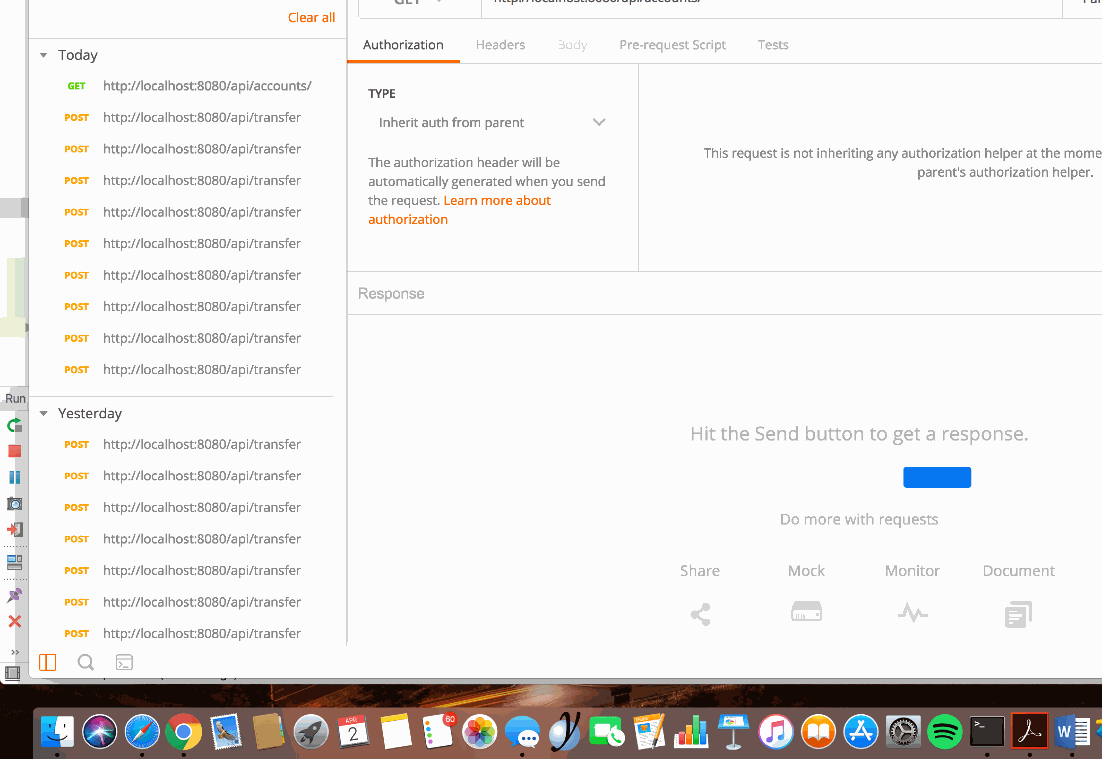 Clear all
Today
GET http://localhost:8080/api/accounts/
POST http://localhost:8080/api/transfer
POST http://localhost:8080/api/transfer
POST http://localhost:8080/api/transfer
POST http://localhost:8080/api/transfer
POST http://localhost:8080/api/transfer
POST http://localhost:8080/api/transfer
POST http://localhost:8080/api/transfer
POST http://localhost:8080/api/transfer
POST http://localhost:8080/api/transfer
Yesterday
POST http://localhost:8080/api/transfer
POST http://localhost:8080/api/transfer
POST http://localhost:8080/api/transfer
POST http://localhost:8080/api/transfer
POST http://localhost:8080/api/transfer
POST http://localhost:8080/api/transfer
POST http://localhost:8080/api/transfer
Run
GET http://localhost:8080/api/accounts/
Authorization Headers Body Pre-request Script Tests
TYPE
Inherit auth from parent
The authorization header will be
automatically generated when you send
the request. Learn more about
authorization
This request is not inheriting any authorization helper at the mome
parent's authorization helper.
Response
Hit the Send button to get a response.
Do more with requests
Share Mock Monitor Document
APR
2
60
W